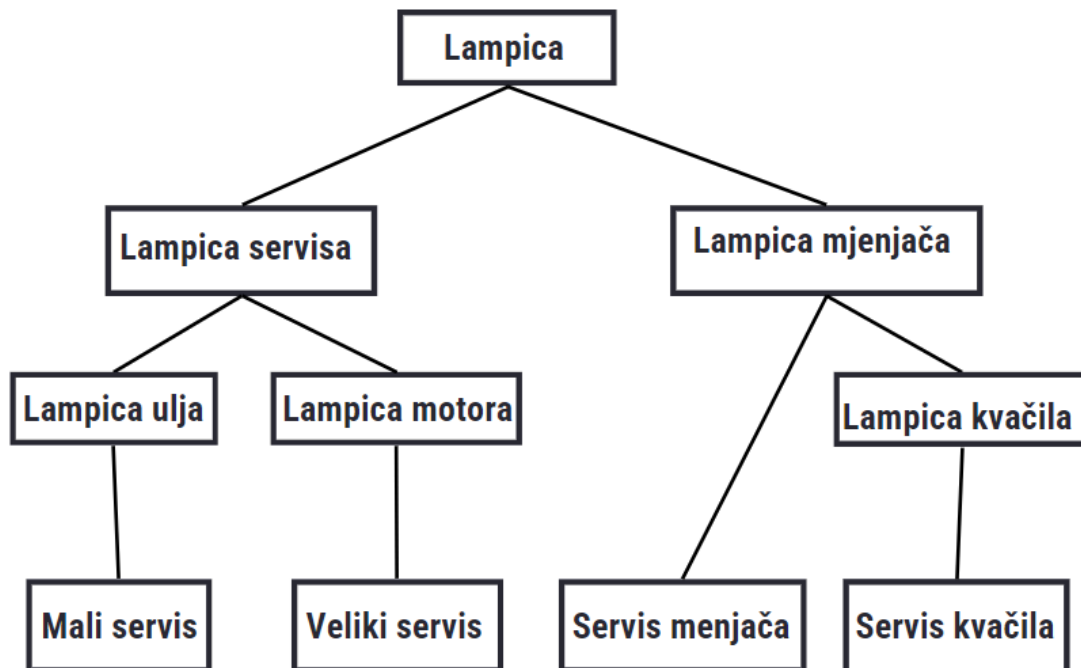 Lampica
Lampica servisa
Lampica mjenjača
Lampica ulja
Lampica motora
Lampica kvačila
Mali servis
Veliki servis
Servis menjača
Servis kvačila